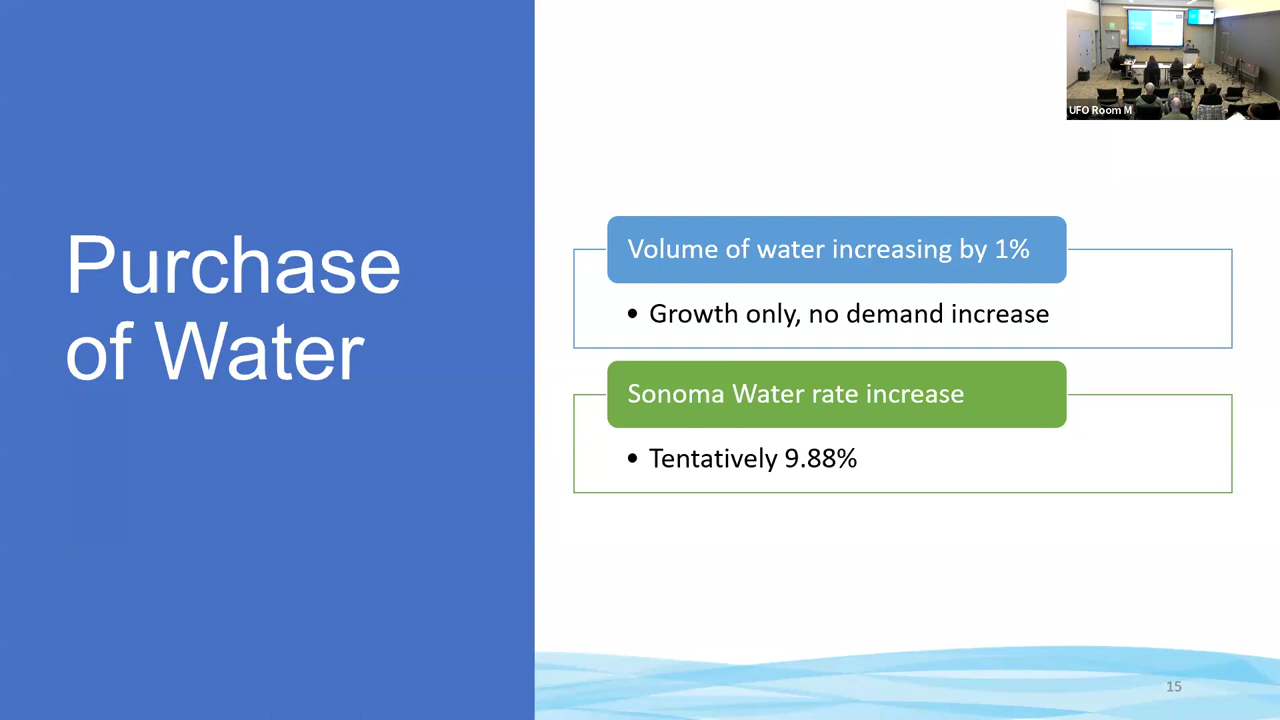 Purchase
of Water
Volume of water increasing by 1%
• Growth only, no demand increase
Sonoma Water rate increase
• Tentatively 9.88%
UFO Room M
15